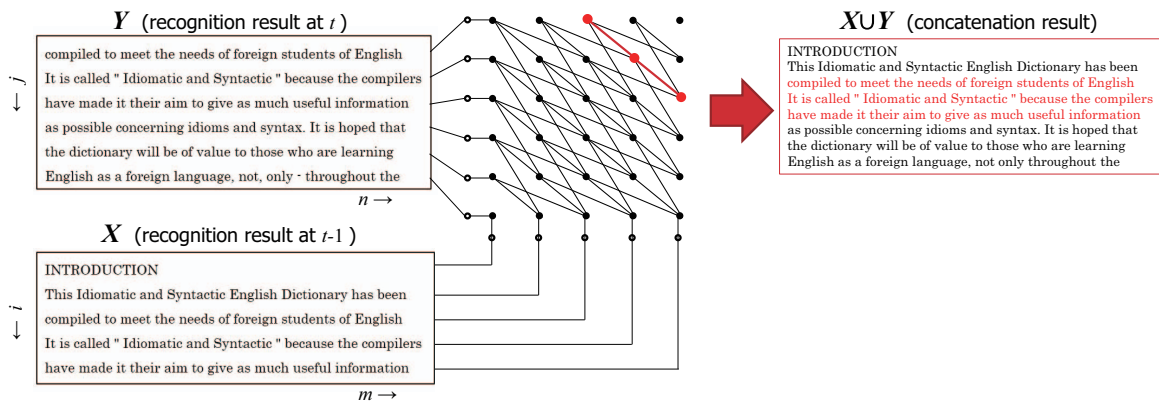 Y (recognition result at t)
compiled to meet the needs of foreign students of English
It is called " Idiomatic and Syntactic " because the compilers
have made it their aim to give as much useful information
as possible concerning idioms and syntax. It is hoped that
the dictionary will be of value to those who are learning
English as a foreign language, not, only - throughout the
j →
n →
X (recognition result at t-1 )
INTRODUCTION
This Idiomatic and Syntactic English Dictionary has been
compiled to meet the needs of foreign students of English
It is called " Idiomatic and Syntactic " because the compilers
have made it their aim to give as much useful information
i →
m →
X∪Y (concatenation result)
INTRODUCTION
This Idiomatic and Syntactic English Dictionary has been
compiled to meet the needs of foreign students of English
It is called " Idiomatic and Syntactic " because the compilers
have made it their aim to give as much useful information
as possible concerning idioms and syntax. It is hoped that
the dictionary will be of value to those who are learning
English as a foreign language, not only throughout the